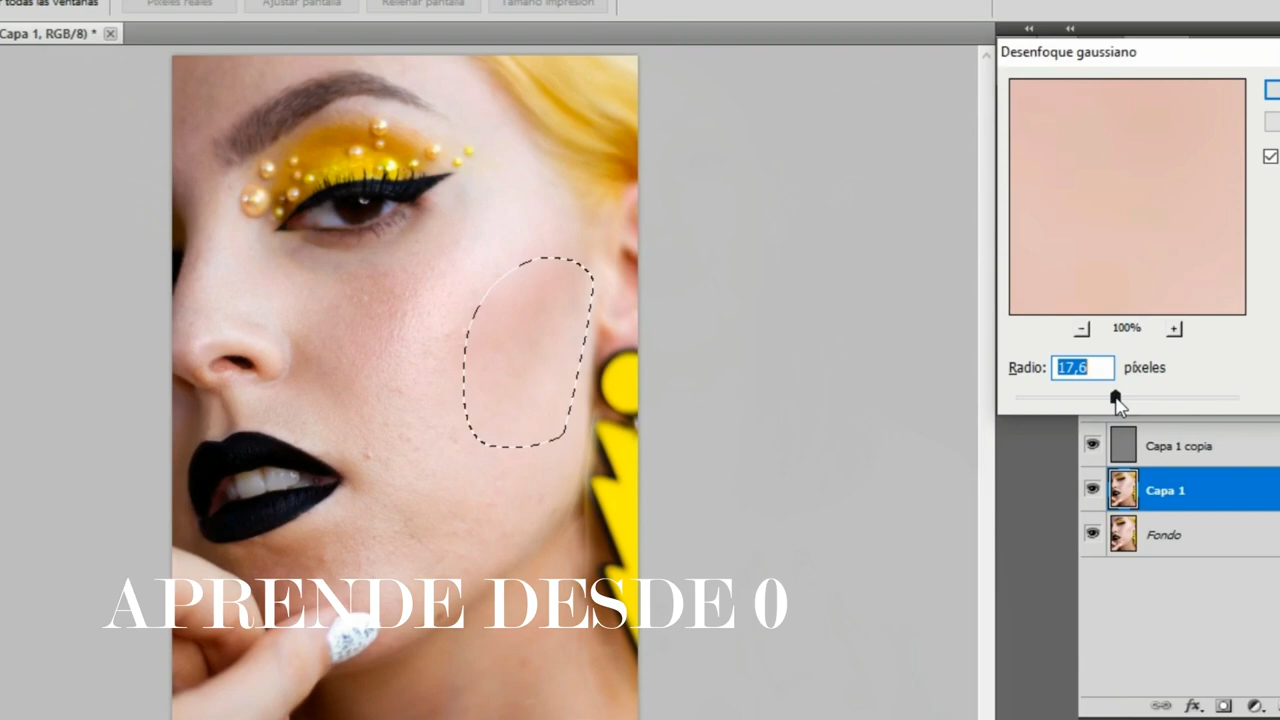 todas las ventanas
Píxeles reales
Ajustar pantalla
Rellenar pantalla
Tamaño impresión
Capa 1, RGB/8) *
Desenfoque gaussiano
100%
Radio: 17,6 píxeles
Capa 1 copia
Capa 1
Fondo
fx
APRENDE DESDE 0